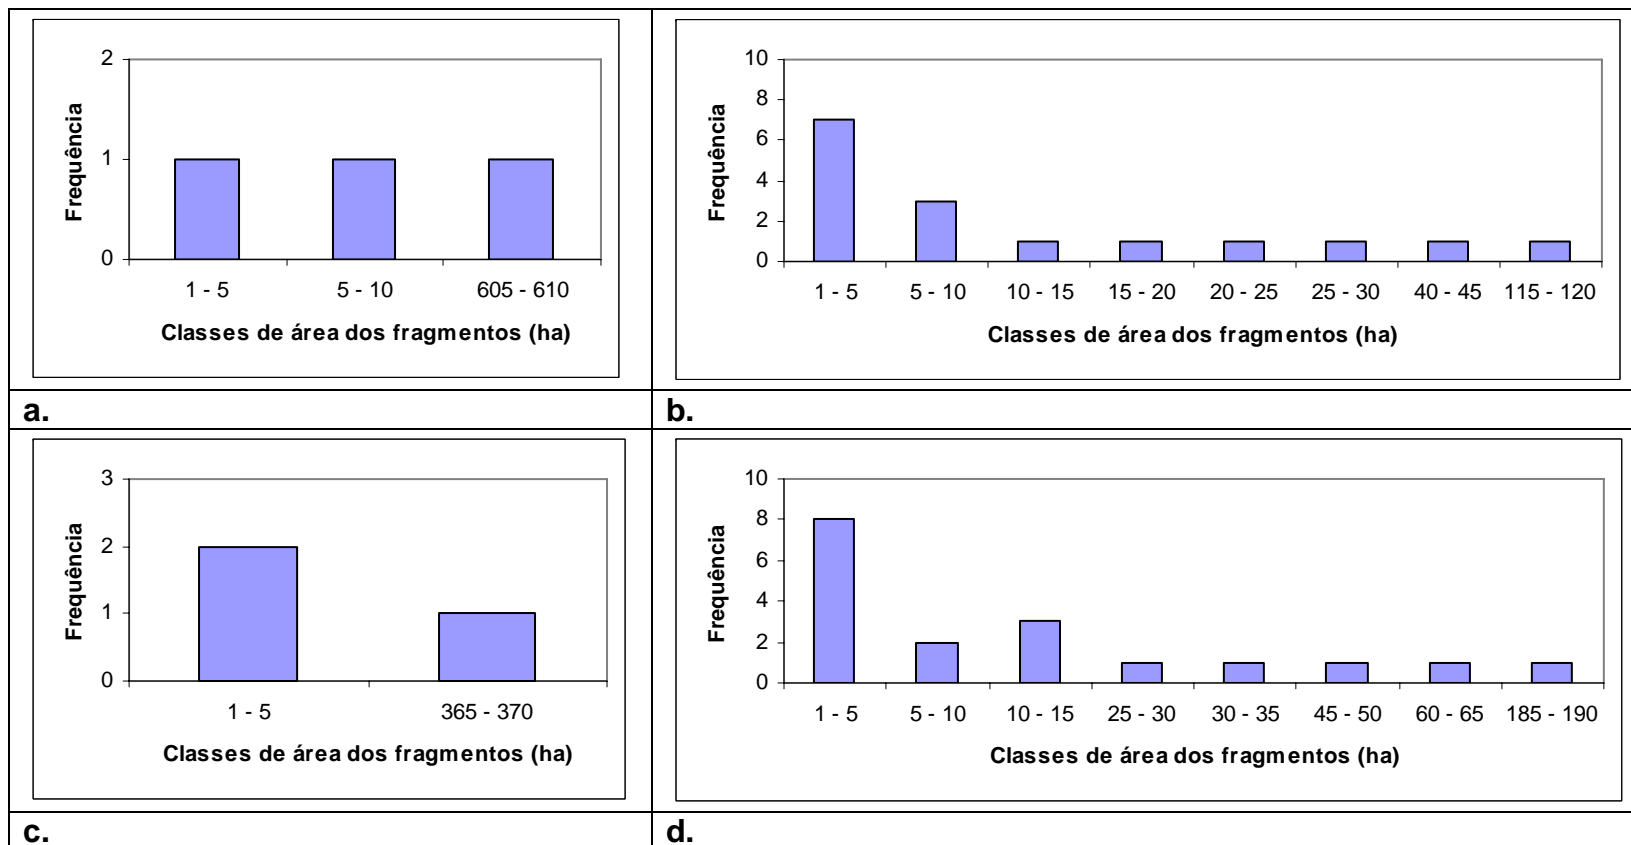 2
1
0
Frequência
1 - 5 5 - 10 605 - 610
Classes de área dos fragmentos (ha)
a.
10
8
6
4
2
0
Frequência
1 - 5 5 - 10 10 - 15 15 - 20 20 - 25 25 - 30 40 - 45 115 - 120
Classes de área dos fragmentos (ha)
b.
3
2
1
0
Frequência
1 - 5 365 - 370
Classes de área dos fragmentos (ha)
c.
10
8
6
4
2
0
Frequência
1 - 5 5 - 10 10 - 15 25 - 30 30 - 35 45 - 50 60 - 65 185 - 190
Classes de área dos fragmentos (ha)
d.